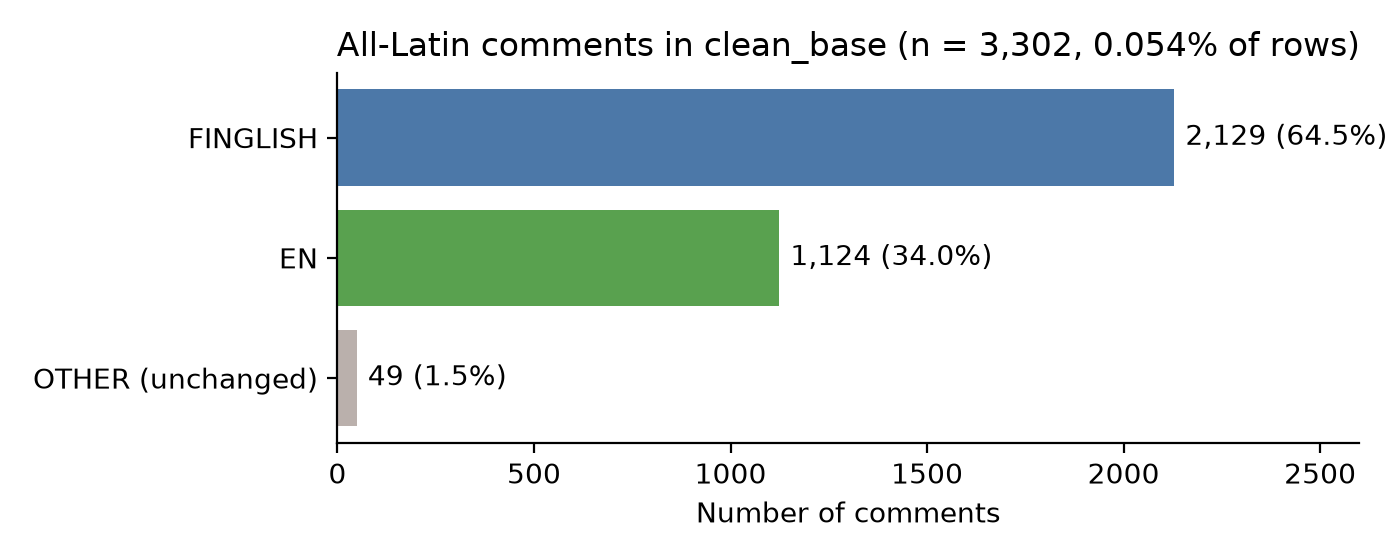 All-Latin comments in clean_base (n = 3,302, 0.054% of rows)
FINGLISH
2,129 (64.5%)
EN
1,124 (34.0%)
OTHER (unchanged)
49 (1.5%)
0 500 1000 1500 2000 2500
Number of comments